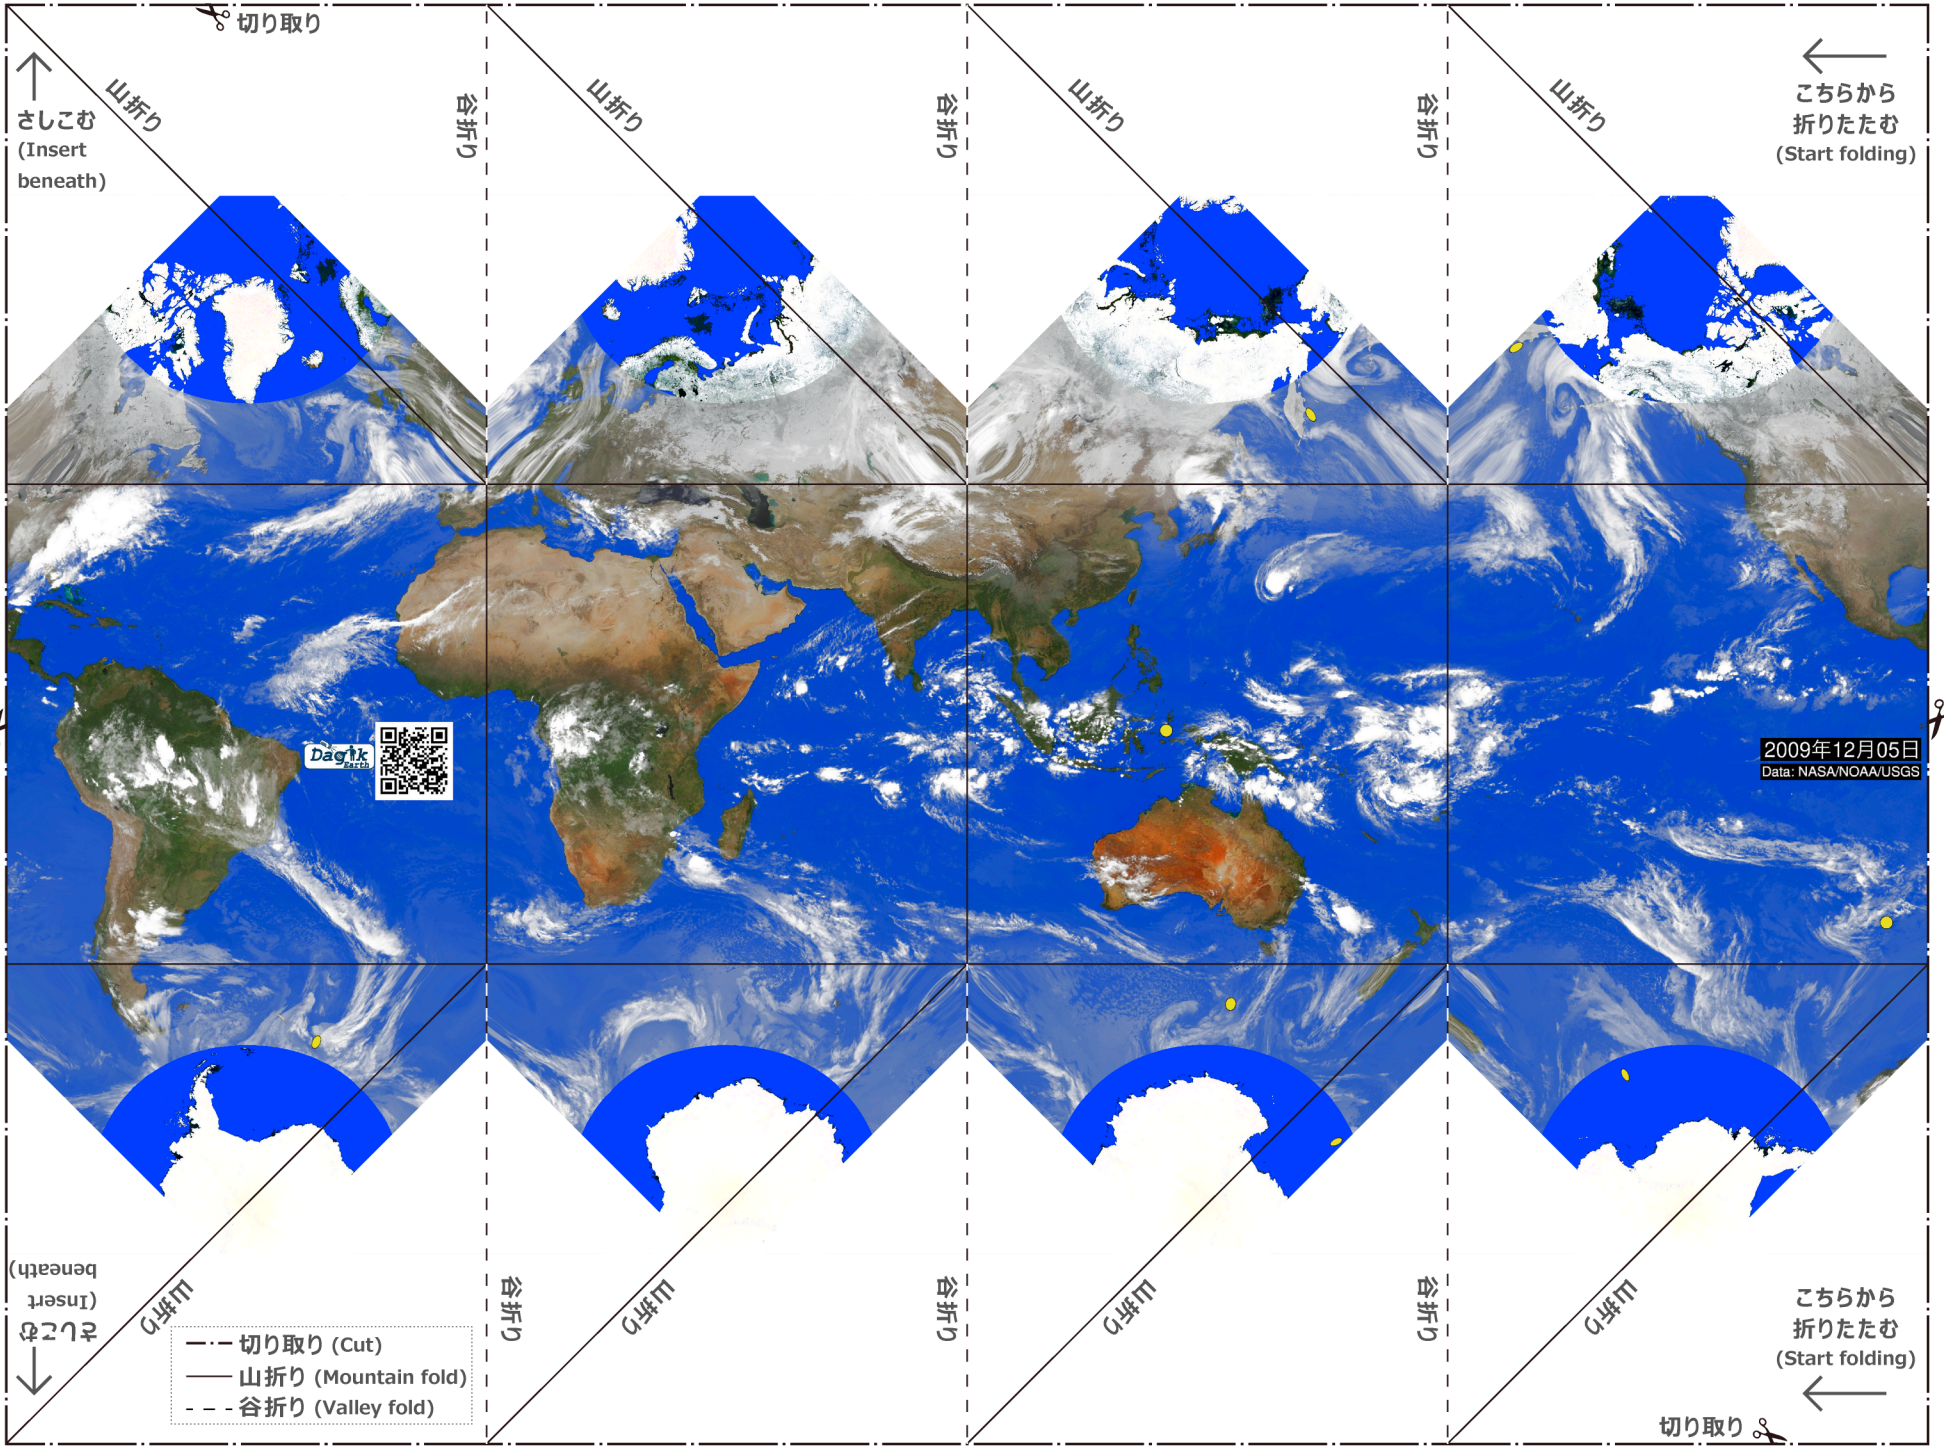 切り取り
山折り
谷折り
山折り
谷折り
山折り
谷折り
山折り
さしこむ
(Insert
beneath)
こちらから
折りたたむ
(Start folding)
Dagik
Earth
2009年12月05日
Data: NASA/NOAA/USGS
さしこむ
(Insert
beneath)
山折り
谷折り
山折り
谷折り
山折り
谷折り
山折り
こちらから
折りたたむ
(Start folding)
切り取り (Cut)
山折り (Mountain fold)
谷折り (Valley fold)
切り取り